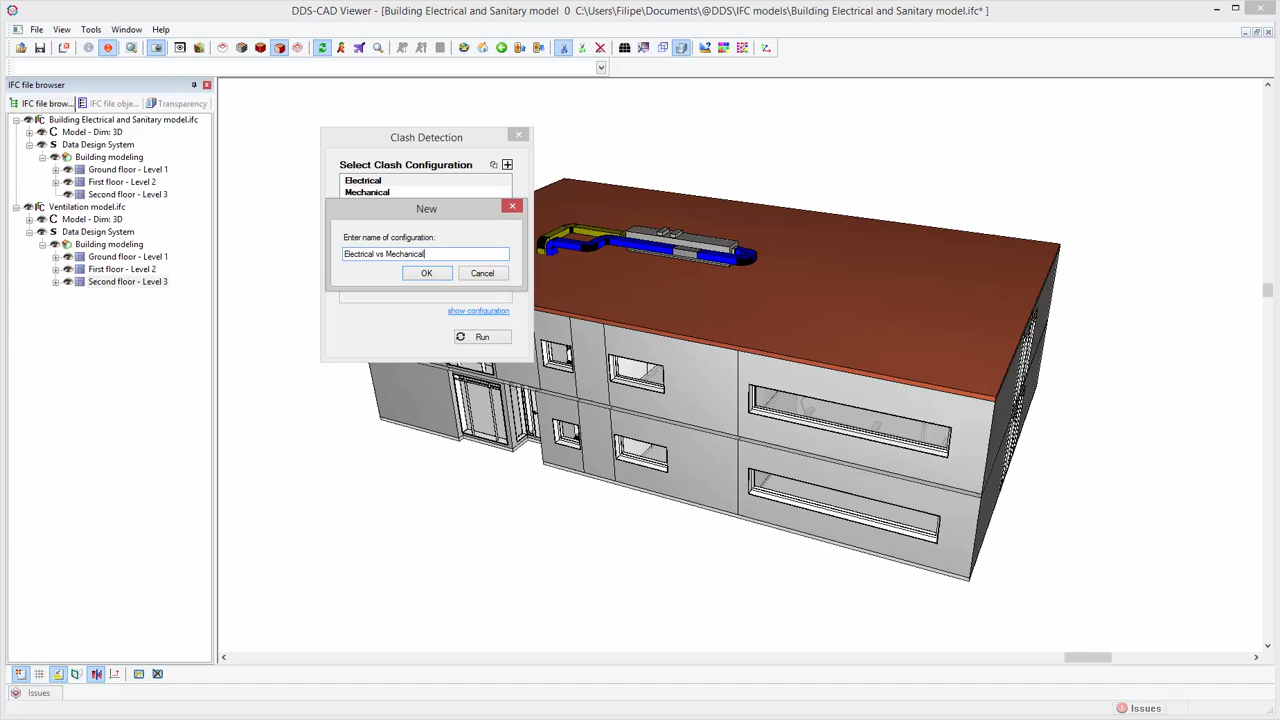 DDS-CAD Viewer - [Building Electrical and Sanitary model 0 C:\Users\Filipe\Documents\@DDS\IFC models\Building Electrical and Sanitary model.ifc* ]
File View Tools Window Help
IFC file browser
IFC file brow... IFC file obje... Transparency
Building Electrical and Sanitary model.ifc
Model - Dim: 3D
Data Design System
Building modeling
Ground floor - Level 1
First floor - Level 2
Second floor - Level 3
Ventilation model.ifc
Model - Dim: 3D
Data Design System
Building modeling
Ground floor - Level 1
First floor - Level 2
Second floor - Level 3
Clash Detection
Select Clash Configuration
Electrical
Mechanical
New
Enter name of configuration:
Electrical vs Mechanical
OK Cancel
show configuration
Run
Issues
Issues